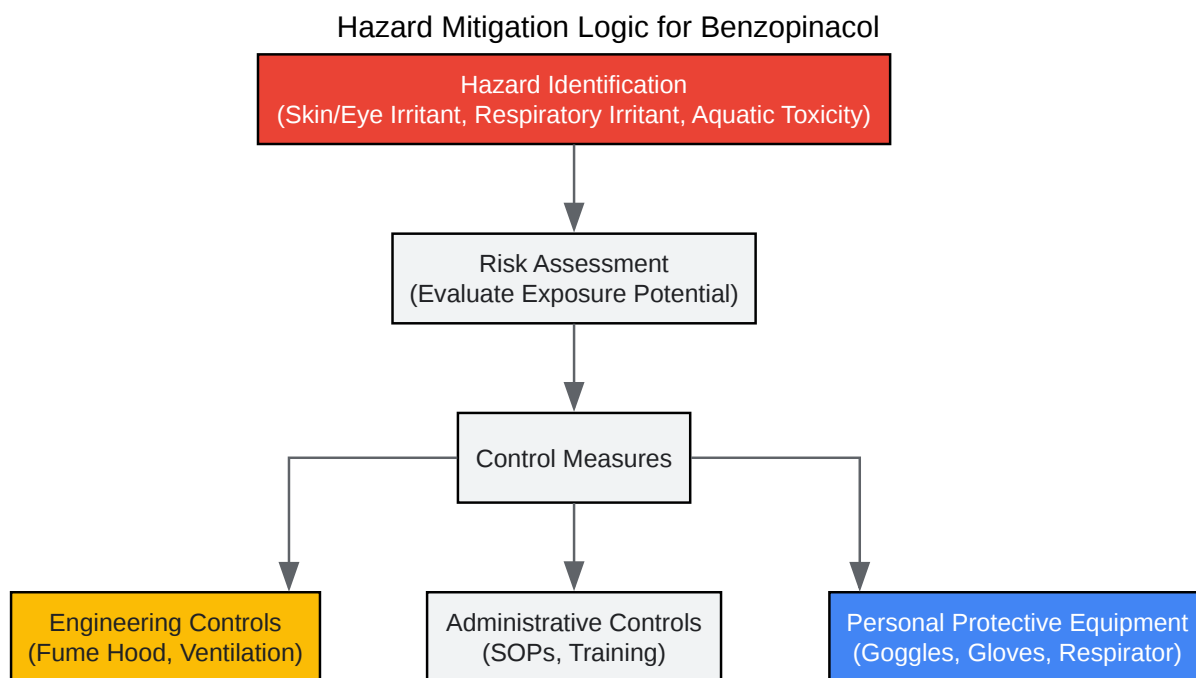 Hazard Mitigation Logic for Benzopinacol
Hazard Identification
(Skin/Eye Irritant, Respiratory Irritant, Aquatic Toxicity)
Risk Assessment
(Evaluate Exposure Potential)
Control Measures
Engineering Controls
(Fume Hood, Ventilation)
Administrative Controls
(SOPs, Training)
Personal Protective Equipment
(Goggles, Gloves, Respirator)